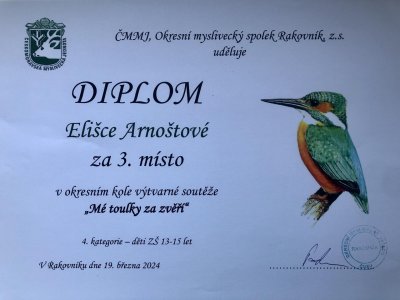 ČMMJ, Okresní myslivecký spolek Rakovník, z.s.
uděluje
DIPLOM
Elišce Arnoštové
za 3. místo
v okresním kole výtvarné soutěže
„Mé toulky za zvěří"
4. kategorie – děti ZŠ 13-15 let
V Rakovníku dne 19. března 2024